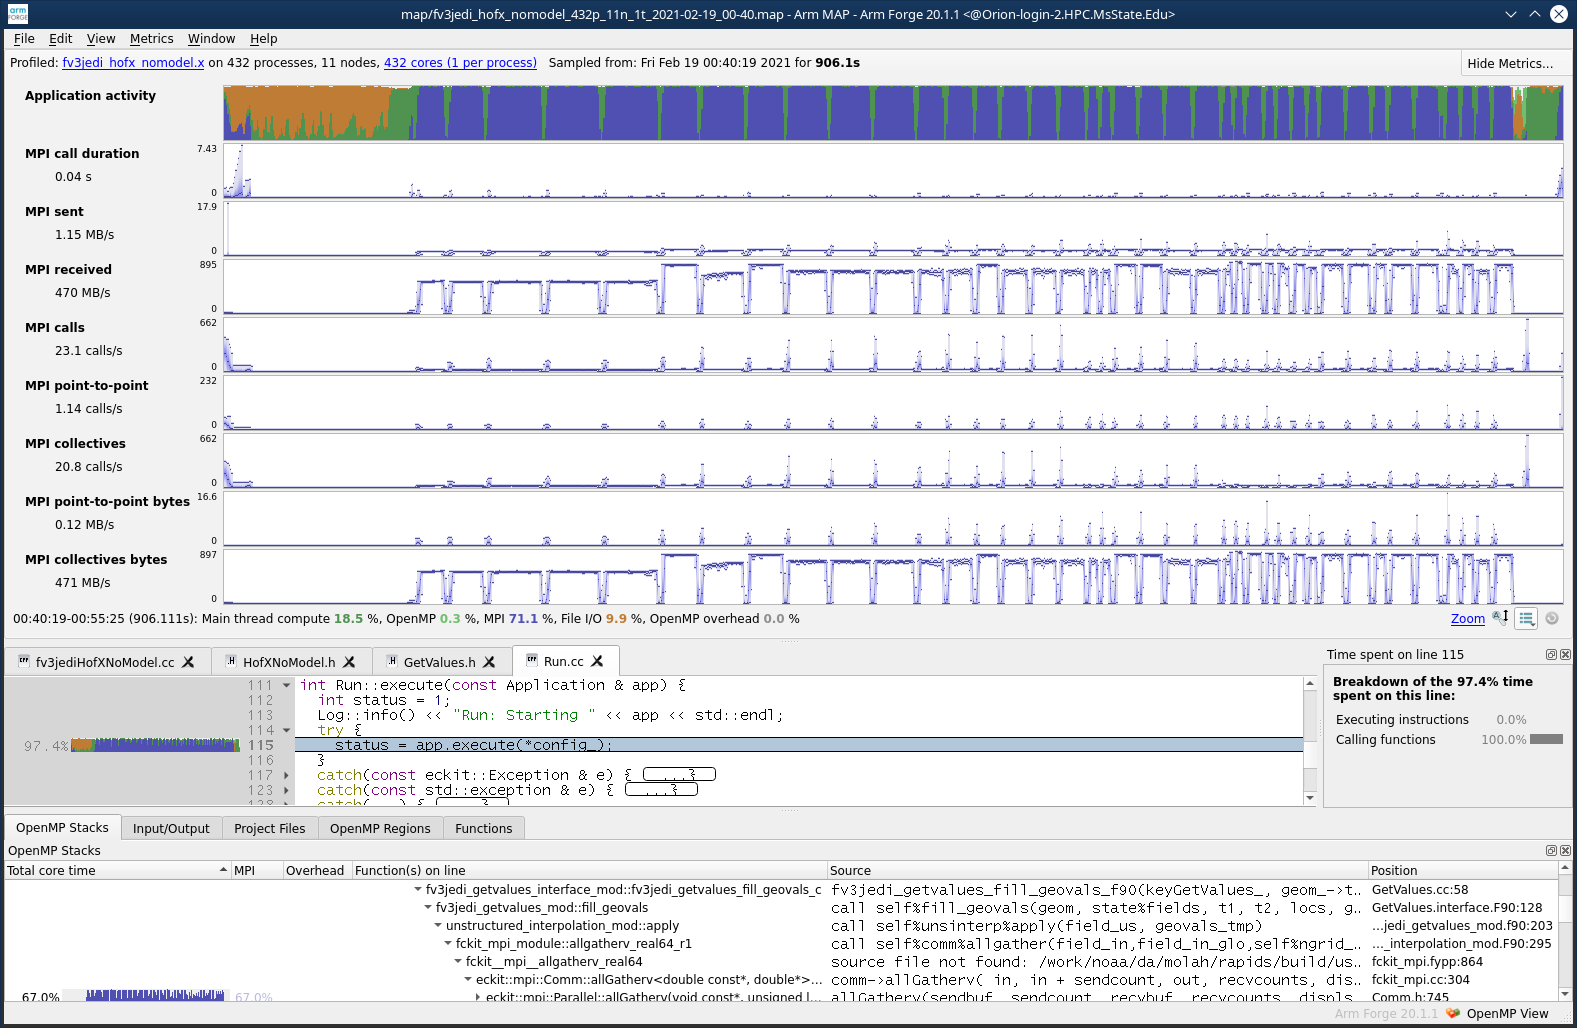 arm FORGE
map/fv3jedi_hofx_nomodel_432p_11n_1t_2021-02-19_00-40.map - Arm MAP - Arm Forge 20.1.1 <@Orion-login-2.HPC.MsState.Edu>
File Edit View Metrics Window Help
Profiled: fv3jedi_hofx_nomodel.x on 432 processes, 11 nodes, 432 cores (1 per process) Sampled from: Fri Feb 19 00:40:19 2021 for 906.1s Hide Metrics...
Application activity
MPI call duration 7.43
0.04 s 0
MPI sent 17.9
1.15 MB/s 0
MPI received 895
470 MB/s 0
MPI calls 662
23.1 calls/s 0
MPI point-to-point 232
1.14 calls/s 0
MPI collectives 662
20.8 calls/s 0
MPI point-to-point bytes 16.6
0.12 MB/s 0
MPI collectives bytes 897
471 MB/s 0
00:40:19-00:55:25 (906.111s): Main thread compute 18.5 %, OpenMP 0.3 %, MPI 71.1 %, File I/O 9.9 %, OpenMP overhead 0.0 % Zoom
fv3jediHofXNoModel.cc HofXNoModel.h GetValues.h Run.cc
111 int Run::execute(const Application & app) {
112 int status = 1;
113 Log::info() << "Run: Starting " << app << std::endl;
114 try {
97.4% 115 status = app.execute(*config_);
116 }
117 catch(const eckit::Exception & e) { ...}
123 catch(const std::exception & e) { ...}
128 catch(...) { ...}
Time spent on line 115
Breakdown of the 97.4% time
spent on this line:
Executing instructions 0.0%
Calling functions 100.0%
OpenMP Stacks Input/Output Project Files OpenMP Regions Functions
OpenMP Stacks
Total core time MPI Overhead Function(s) on line Source Position
fv3jedi_getvalues_interface_mod::fv3jedi_getvalues_fill_geovals_c fv3jedi_getvalues_fill_geovals_f90(keyGetValues_, geom_->t... GetValues.cc:58
fv3jedi_getvalues_mod::fill_geovals call self%fill_geovals(geom, state%fields, t1, t2, locs, g... GetValues.interface.F90:128
unstructured_interpolation_mod::apply call self%unsinterp%apply(field_us, geovals_tmp) ...jedi_getvalues_mod.f90:203
fckit_mpi_module::allgatherv_real64_r1 call self%comm%allgather(field_in,field_in_glo,self%ngrid_... ..._interpolation_mod.F90:295
fckit__mpi__allgatherv_real64 source file not found: /work/noaa/da/molah/rapids/build/us... fckit_mpi.fypp:864
eckit::mpi::Comm::allGatherv<double const*, double*>... comm->allGatherv( in, in + sendcount, out, recvcounts, dis... fckit_mpi.cc:304
67.0% 67.0% eckit::mpi::Parallel::allGatherv(void const*, unsigned l... allGatherv(sendbuf, sendcount, recvbuf, recvcounts, displs... Comm.h:745
Arm Forge 20.1.1 OpenMP View